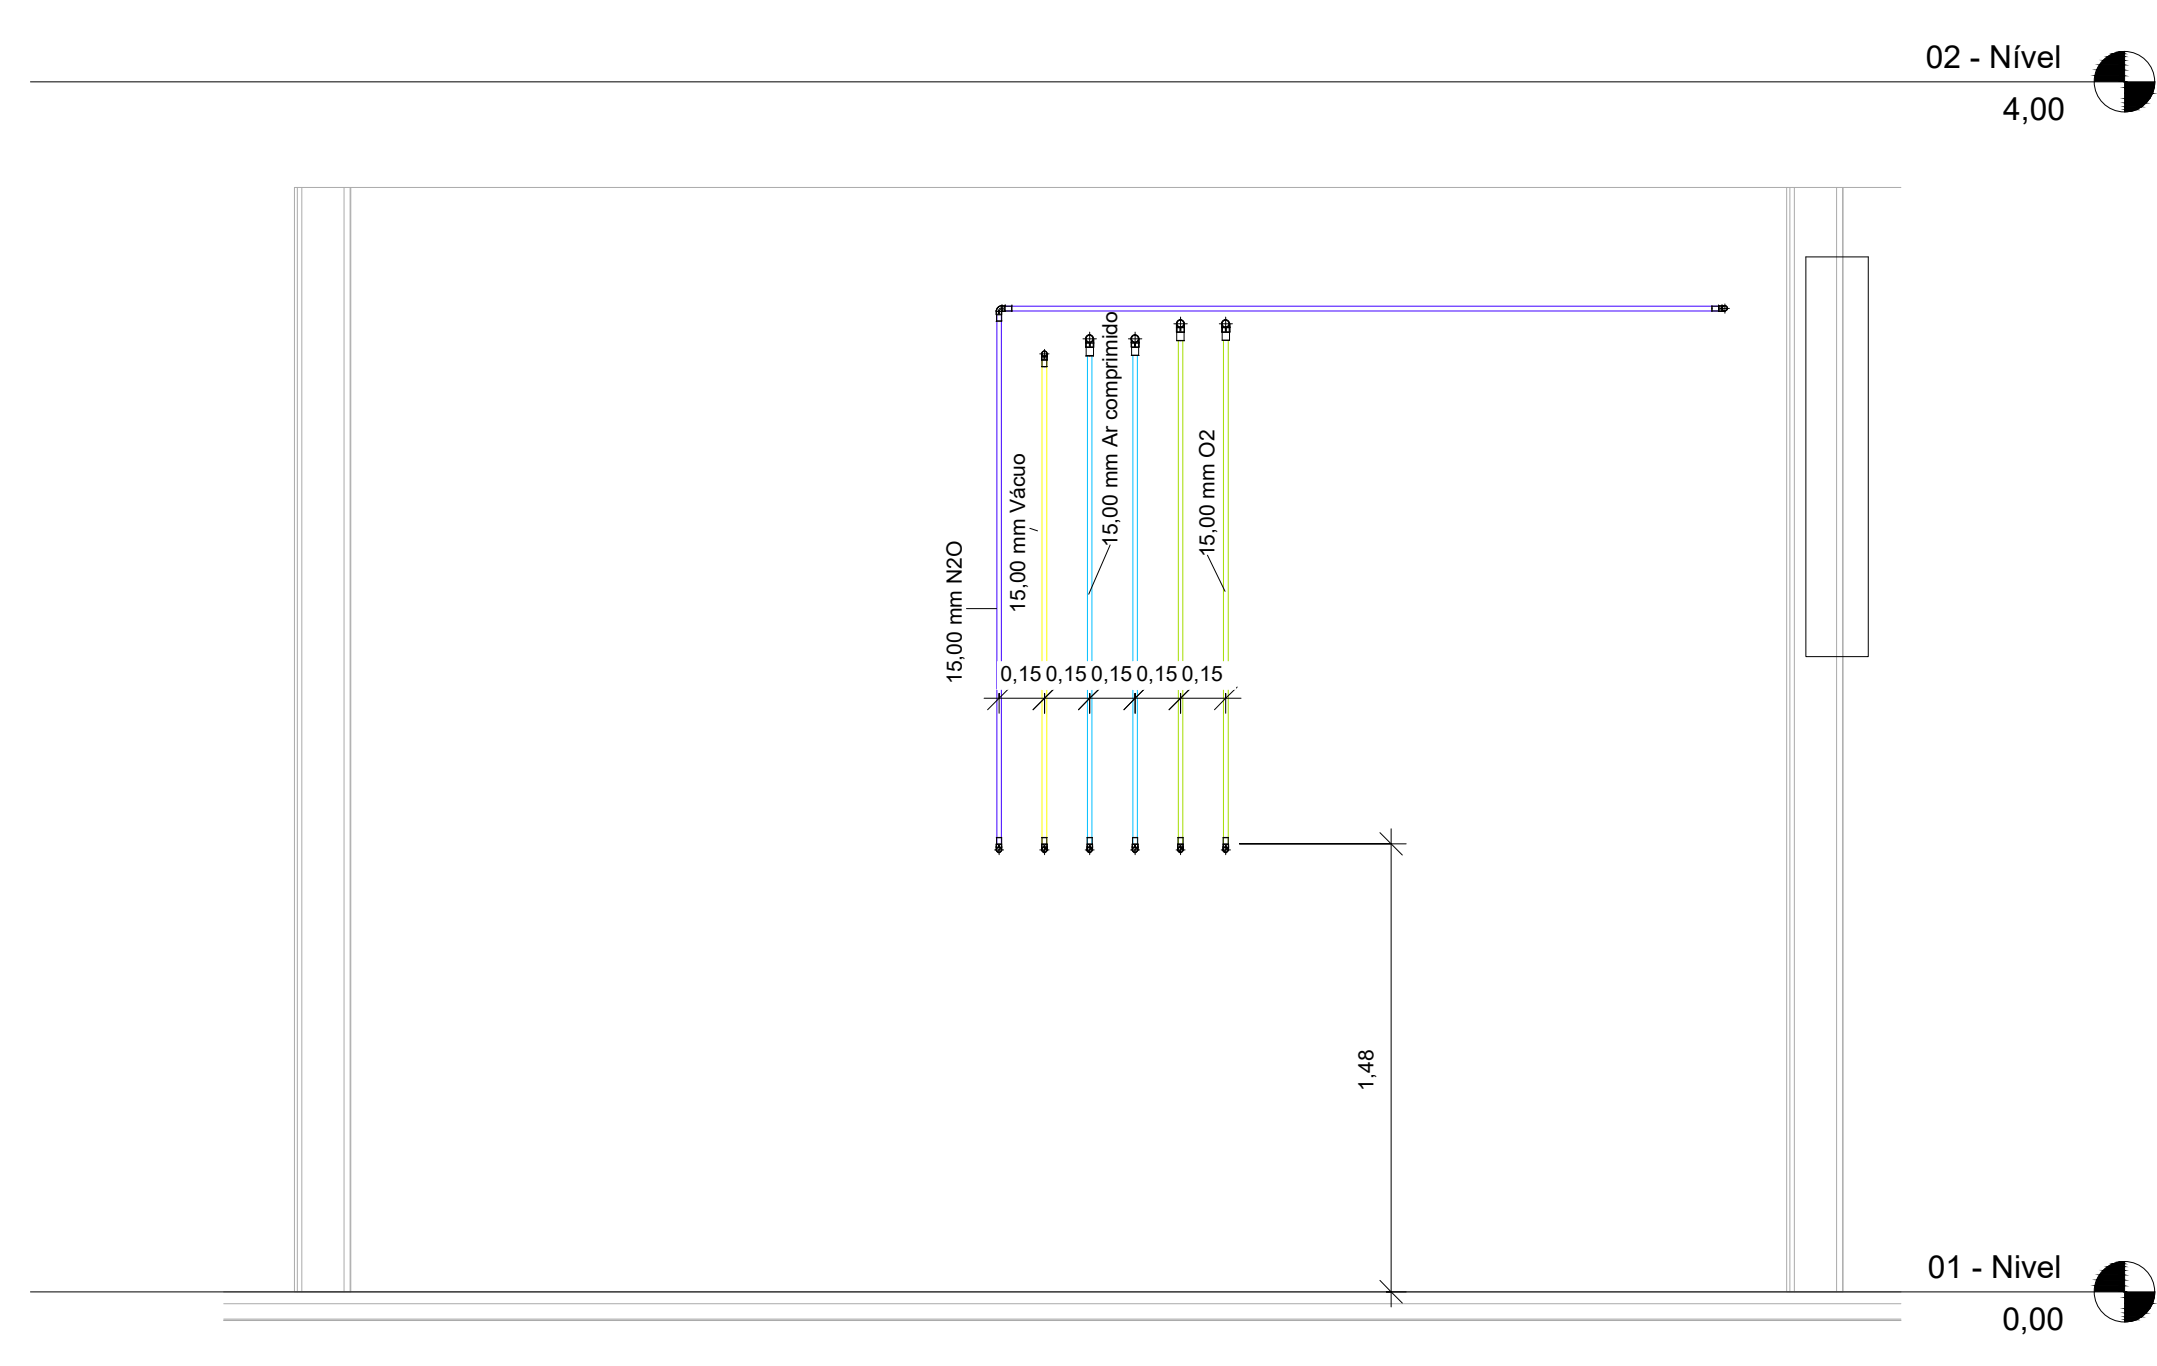 02 - Nível
4,00
15,00 mm N2O
15,00 mm Vácuo
15,00 mm Ar comprimido
15,00 mm O2
0,15 0,15 0,15 0,15 0,15
1,48
01 - Nivel
0,00